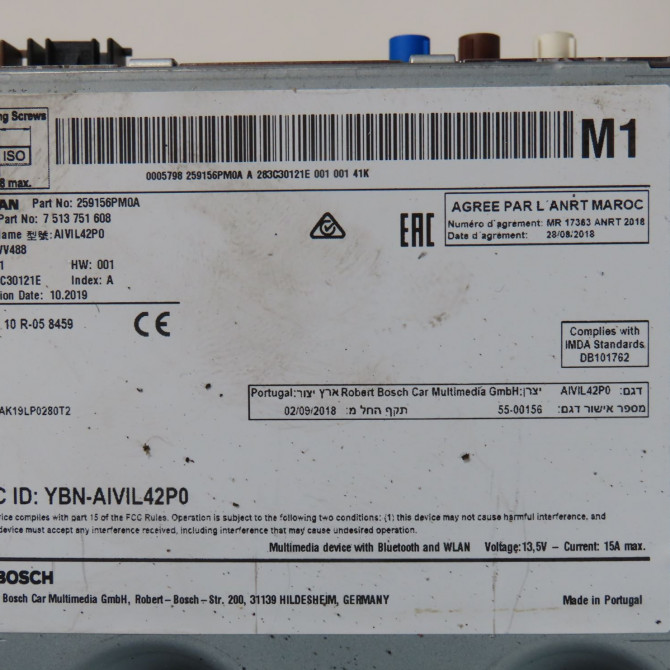 ng Screws
ISO
8 max.
0005798 259156PM0A A 283C30121E 001 001 41K
M1
AN Part No: 259156PM0A
Part No: 7 513 751 608
Name 型號: AIVIL42P0
VV488
1 HW: 001
C30121E Index: A
ion Date: 10.2019
EAC
AGREE PAR L'ANRT MAROC
Numéro d'agrément: MR 17363 ANRT 2018
Date d'agrément: 28/08/2018
10 R-05 8459
CE
Complies with
IMDA Standards
DB101762
דגם: AIVIL42P0 יצרן: Robert Bosch Car Multimedia GmbH ארץ יצור: Portugal
מספר אישור דגם: 55-00156 תקף החל מ: 02/09/2018
AK19LP0280T2
C ID: YBN-AIVIL42P0
ice complies with part 15 of the FCC Rules. Operation is subject to the following two conditions: (1) this device may not cause harmful interference, and
device must accept any interference received, including interference that may cause undesired operation.
Multimedia device with Bluetooth and WLAN Voltage: 13,5V - Current: 15A max.
BOSCH
Bosch Car Multimedia GmbH, Robert-Bosch-Str. 200, 31139 HILDESHEIM, GERMANY
Made in Portugal